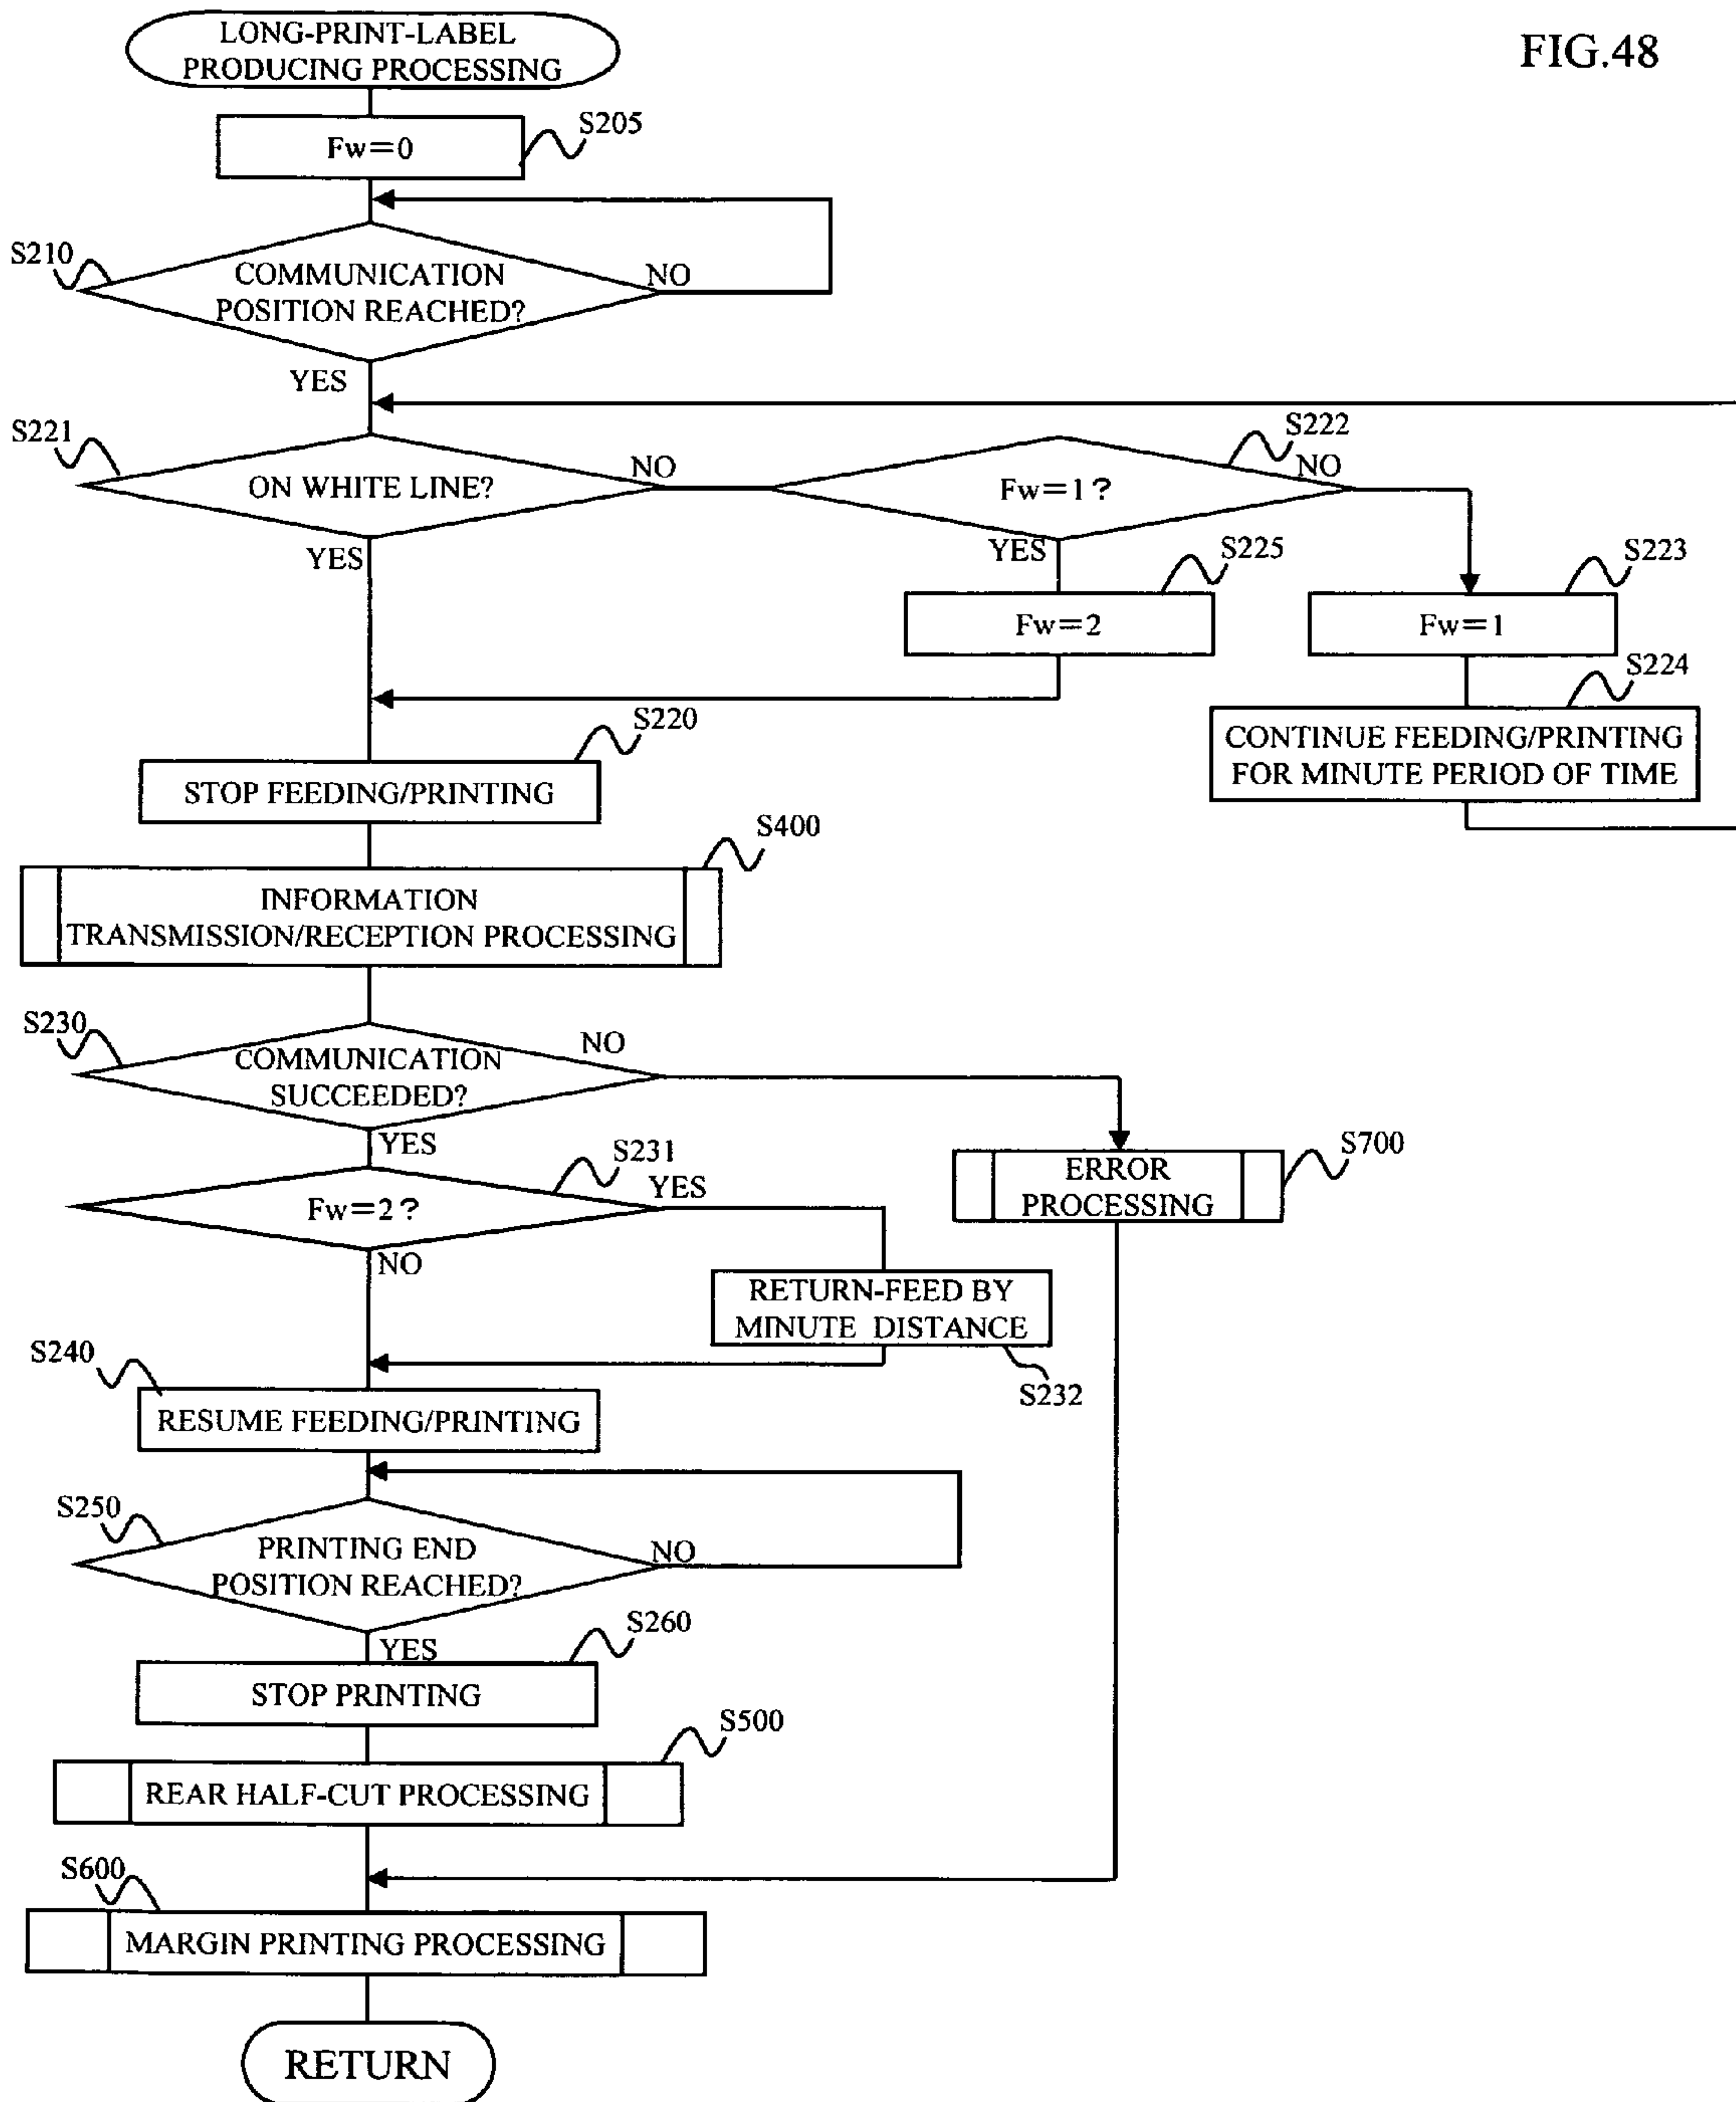 FIG.48
LONG-PRINT-LABEL
PRODUCING PROCESSING
S205
Fw=0
S210
COMMUNICATION
POSITION REACHED?
NO
YES
S221
ON WHITE LINE?
NO
YES
S222
Fw=1?
NO
YES
S225
Fw=2
S223
Fw=1
S224
CONTINUE FEEDING/PRINTING
FOR MINUTE PERIOD OF TIME
S220
STOP FEEDING/PRINTING
S400
INFORMATION
TRANSMISSION/RECEPTION PROCESSING
S230
COMMUNICATION
SUCCEEDED?
NO
YES
S700
ERROR
PROCESSING
S231
Fw=2?
YES
NO
RETURN-FEED BY
MINUTE DISTANCE
S232
S240
RESUME FEEDING/PRINTING
S250
PRINTING END
POSITION REACHED?
NO
YES
S260
STOP PRINTING
S500
REAR HALF-CUT PROCESSING
S600
MARGIN PRINTING PROCESSING
RETURN